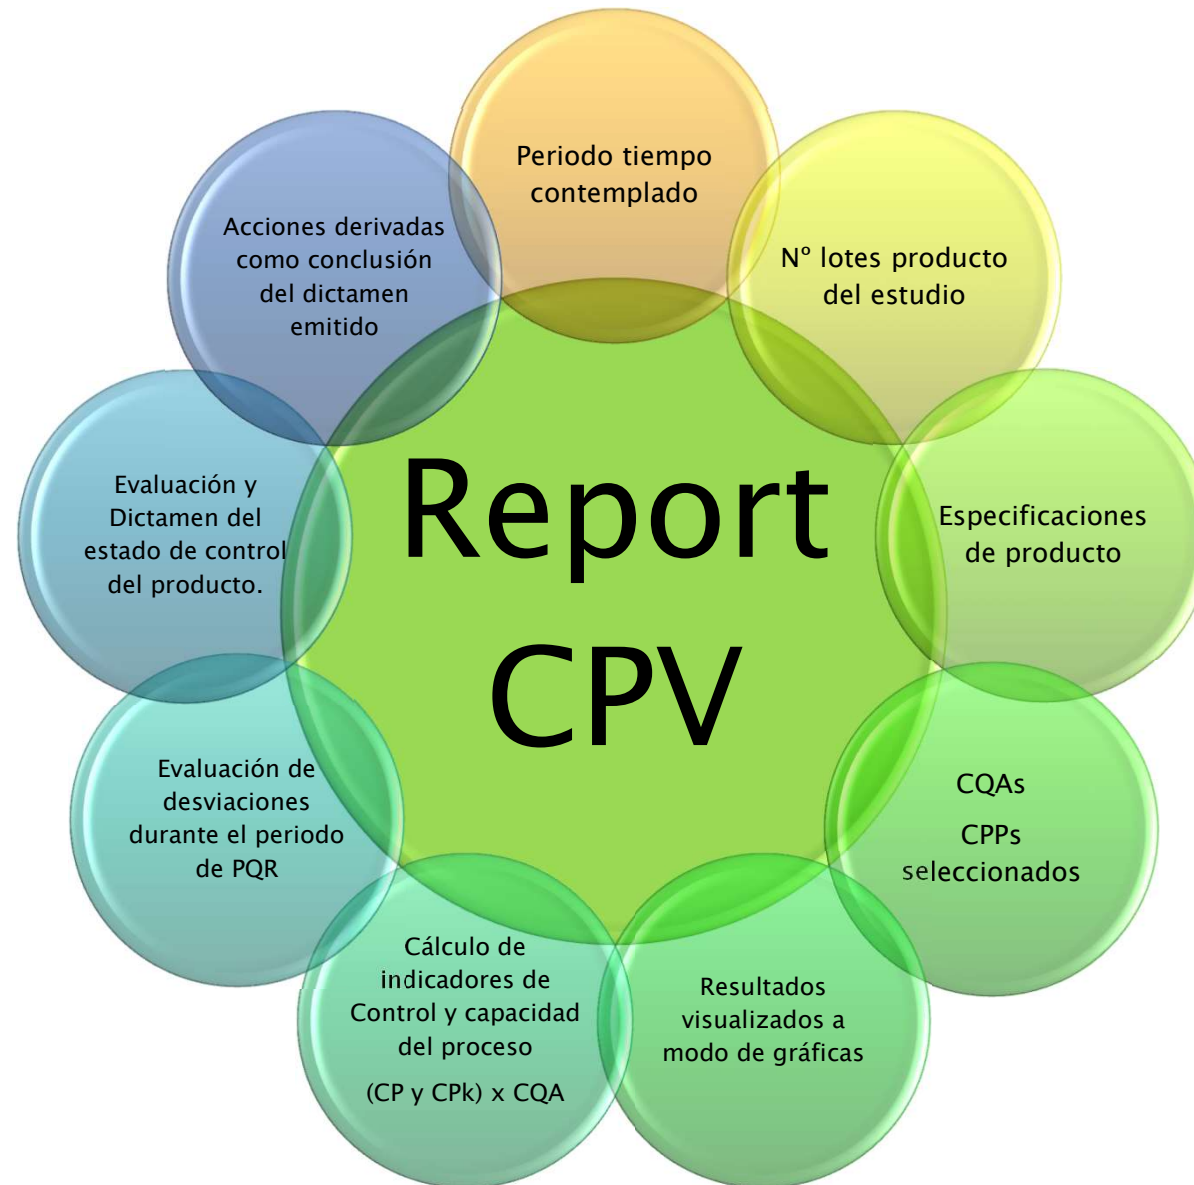 Report
CPV
Periodo tiempo
contemplado
Nº lotes producto
del estudio
Especificaciones
de producto
CQAs
CPPs
seleccionados
Resultados
visualizados a
modo de gráficas
Cálculo de
indicadores de
Control y capacidad
del proceso
(CP y CPk) x CQA
Evaluación de
desviaciones
durante el periodo
de PQR
Evaluación y
Dictamen del
estado de control
del producto.
Acciones derivadas
como conclusión
del dictamen
emitido